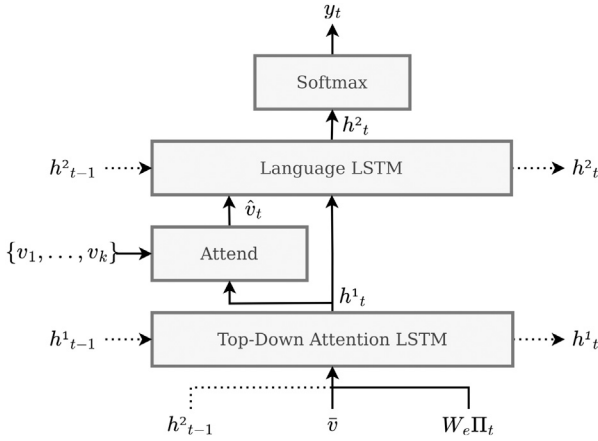 y_t
Softmax
h²_t
h²_{t−1} Language LSTM h²_t
v̂_t
{v_1, . . . , v_k} Attend
h¹_t
h¹_{t−1} Top-Down Attention LSTM h¹_t
h²_{t−1} v̄ W_eΠ_t